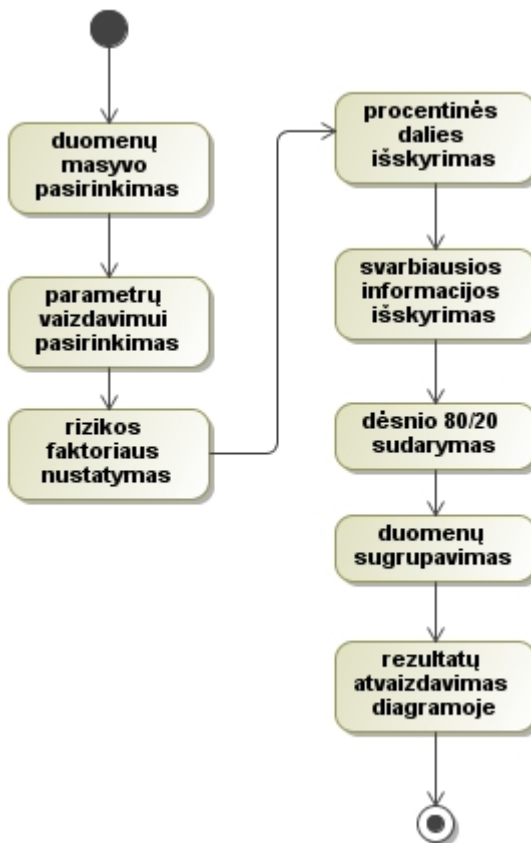 duomenų
masyvo
pasirinkimas
parametrų
vaizdavimui
pasirinkimas
rizikos
faktoriaus
nustatymas
procentinės
dalies
išskyrimas
svarbiausios
informacijos
išskyrimas
dėsnio 80/20
sudarymas
duomenų
sugrupavimas
rezultatų
atvaizdavimas
diagramoje